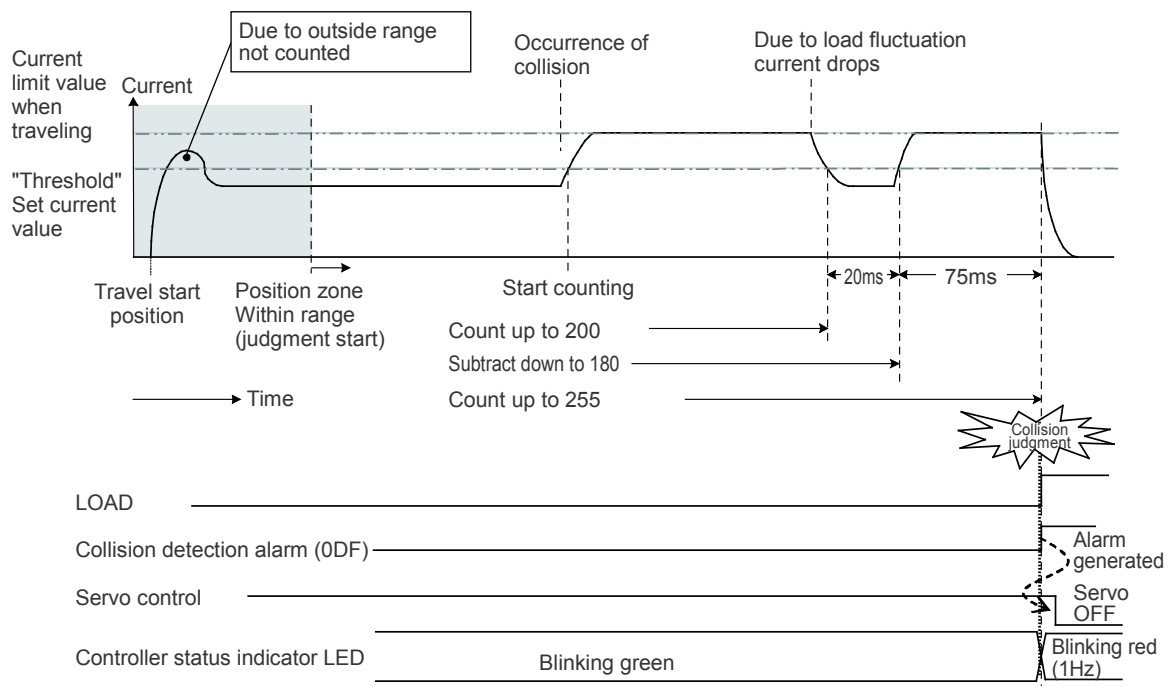 Due to outside range
not counted
Current
limit value
when
traveling
Current
Occurrence of
collision
Due to load fluctuation
current drops
"Threshold"
Set current
value
Travel start
position
Position zone
Within range
(judgment start)
Start counting
20ms
75ms
Count up to 200
Subtract down to 180
Time
Count up to 255
Collision
judgment
LOAD
Collision detection alarm (0DF)
Alarm
generated
Servo control
Servo
OFF
Controller status indicator LED
Blinking green
Blinking red
(1Hz)